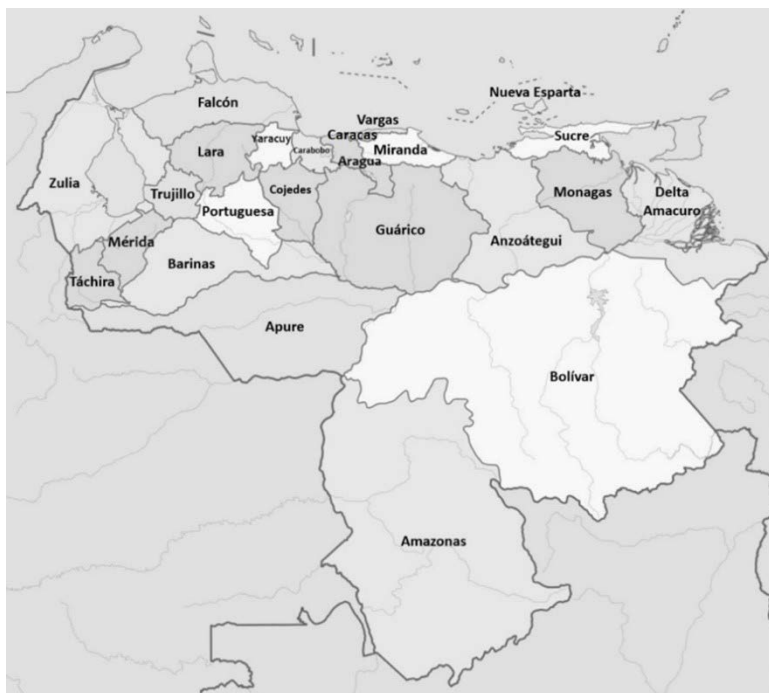 Nueva Esparta
Falcón
Vargas
Sucre
Caracas
Yaracuy
Carabobo
Miranda
Lara
Aragua
Zulia
Trujillo
Cojedes
Monagas
Delta
Amacuro
Portuguesa
Guárico
Mérida
Anzoátegui
Barinas
Táchira
Apure
Bolívar
Amazonas